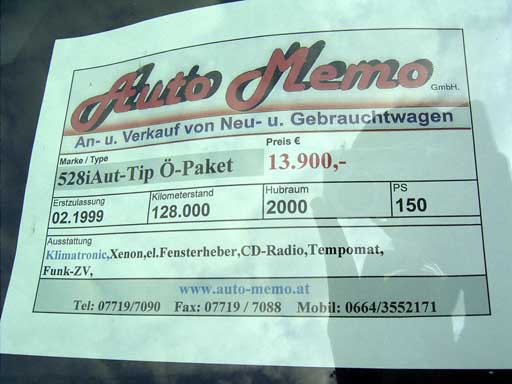 Auto Memo GmbH.
An- u. Verkauf von Neu- u. Gebrauchtwagen
Marke / Type
528iAut-Tip Ö-Paket
Preis €
13.900,-
Erstzulassung
02.1999
Kilometerstand
128.000
Hubraum
2000
PS
150
Ausstattung
Klimatronic,Xenon,el.Fensterheber,CD-Radio,Tempomat,
Funk-ZV,
www.auto-memo.at
Tel: 07719/7090 Fax: 07719 / 7088 Mobil: 0664/3552171